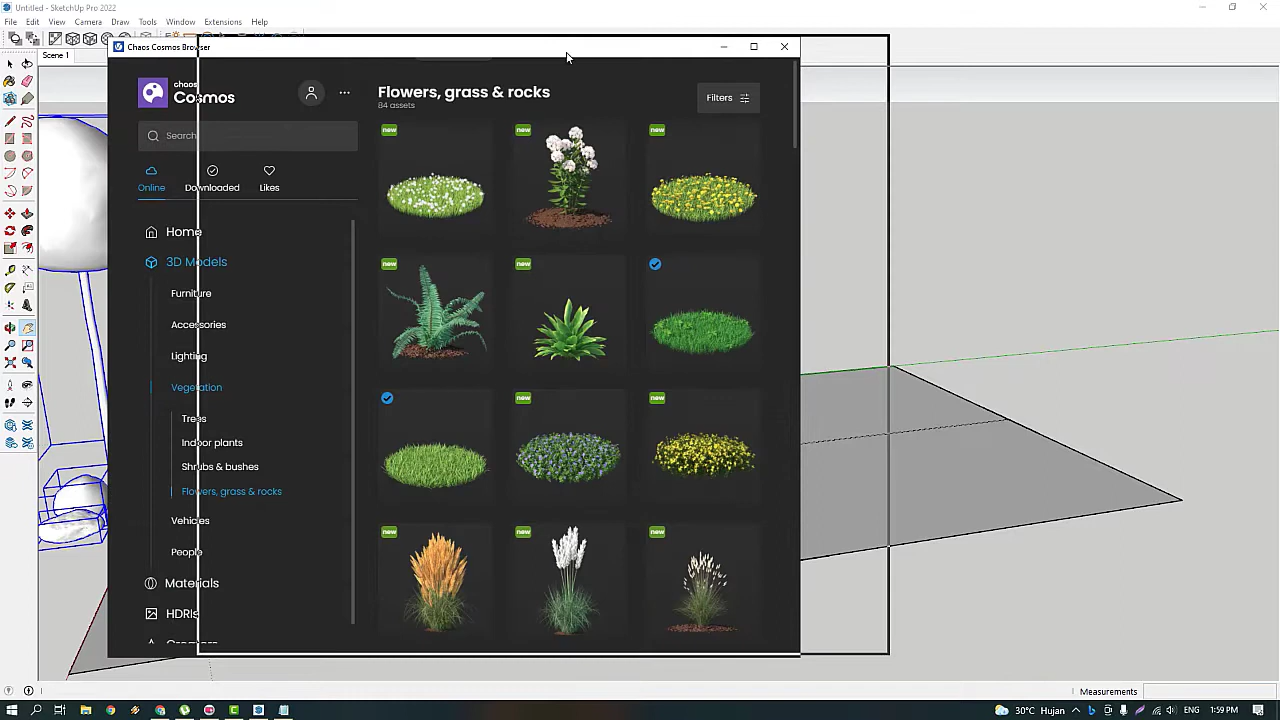 Untitled - SketchUp Pro 2022
File Edit View Camera Draw Tools Window Extensions Help
Scene 1
Chaos Cosmos Browser
chaos
Cosmos
Search
Online Downloaded Likes
Home
3D Models
Furniture
Accessories
Lighting
Vegetation
Trees
Indoor plants
Shrubs & bushes
Flowers, grass & rocks
Vehicles
People
Materials
HDRIs
Flowers, grass & rocks
84 assets
Filters
new new new
new new
new new
new new new
Measurements
30°C Hujan ENG 1:59 PM